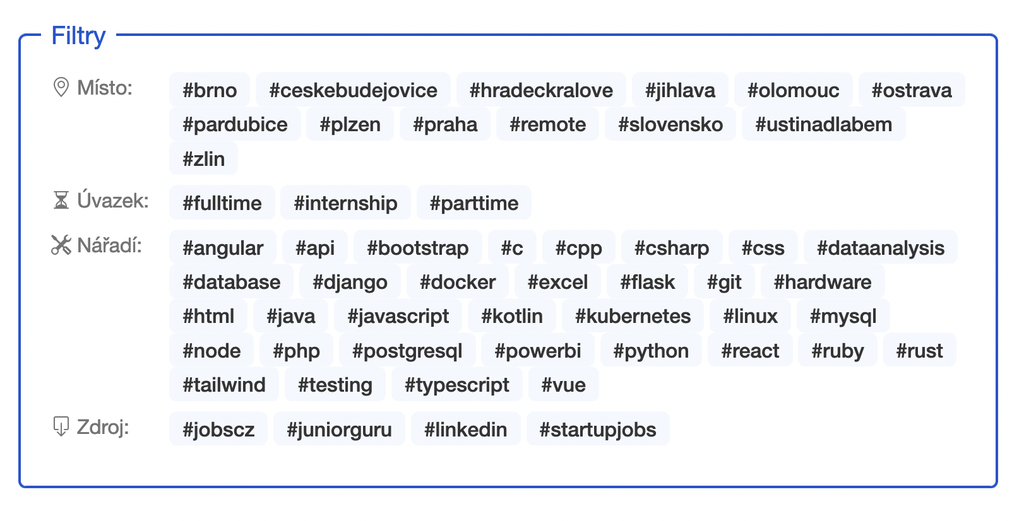 Filtry
Místo: #brno #ceskebudejovice #hradeckralove #jihlava #olomouc #ostrava
#pardubice #plzen #praha #remote #slovensko #ustinadlabem
#zlin
Úvazek: #fulltime #internship #parttime
Nářadí: #angular #api #bootstrap #c #cpp #csharp #css #dataanalysis
#database #django #docker #excel #flask #git #hardware
#html #java #javascript #kotlin #kubernetes #linux #mysql
#node #php #postgresql #powerbi #python #react #ruby #rust
#tailwind #testing #typescript #vue
Zdroj: #jobscz #juniorguru #linkedin #startupjobs